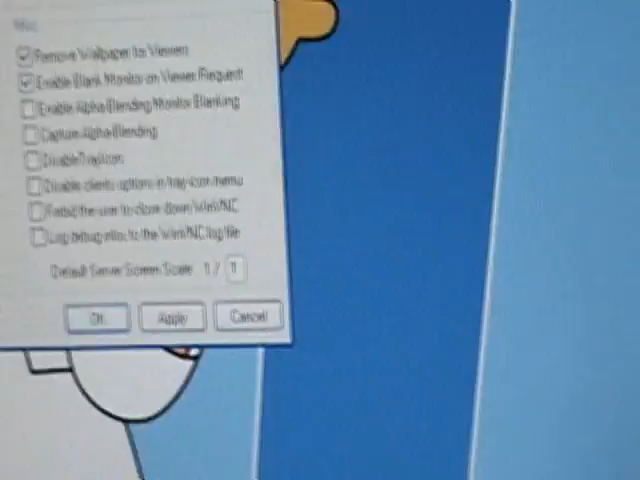 Misc
Remove Wallpaper for Viewers
Enable Blank Monitor on Viewer Request
Enable Alpha-Blending Monitor Blanking
Capture Alpha-Blending
Disable TrayIcon
Disable clients options in tray icon menu
Forbid the user to close down WinVNC
Log debug infos to the WinVNC.log file
Default Server Screen Scale 1 / 1
OK Apply Cancel